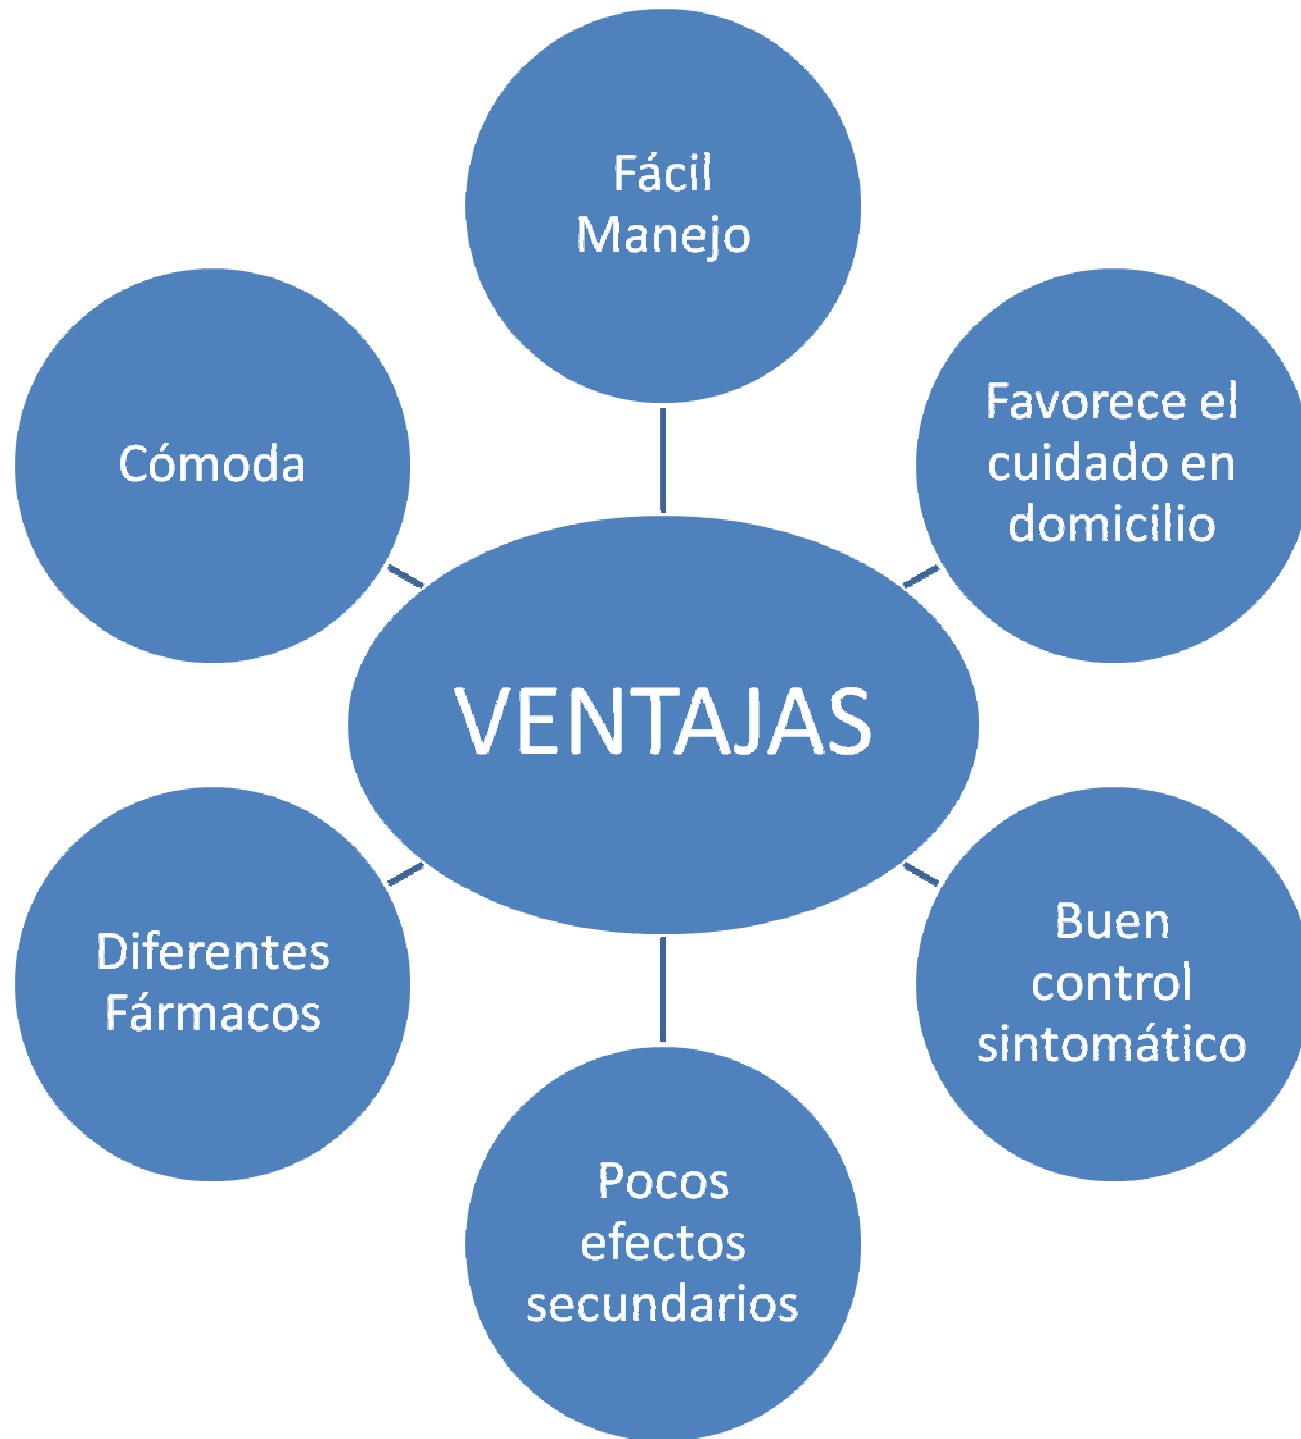 Fácil
Manejo
Favorece el
cuidado en
domicilio
Buen
control
sintomático
Pocos
efectos
secundarios
Diferentes
Fármacos
Cómoda
VENTAJAS